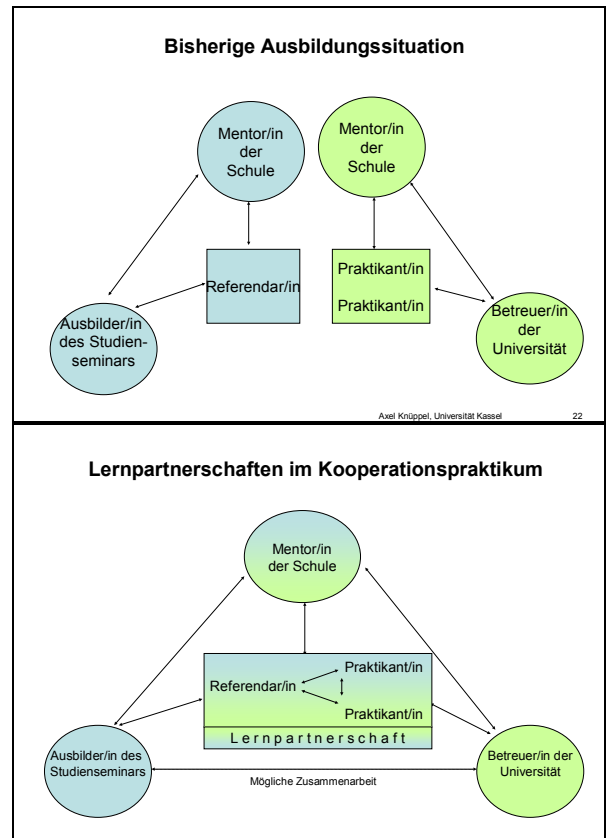 Bisherige Ausbildungssituation
Mentor/in
der
Schule
Mentor/in
der
Schule
Referendar/in
Praktikant/in
Praktikant/in
Ausbilder/in
des Studien-
seminars
Betreuer/in
der
Universität
Axel Knüppel, Universität Kassel 22
Lernpartnerschaften im Kooperationspraktikum
Mentor/in
der Schule
Praktikant/in
Referendar/in
Praktikant/in
Lernpartnerschaft
Ausbilder/in des
Studienseminars
Betreuer/in der
Universität
Mögliche Zusammenarbeit